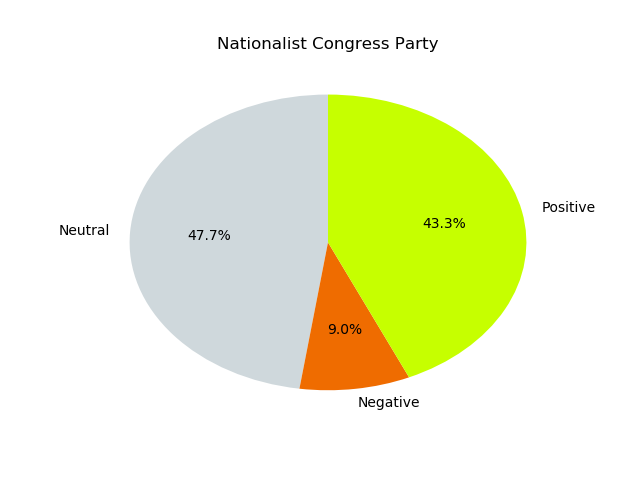 Nationalist Congress Party
Positive
43.3%
Neutral
47.7%
9.0%
Negative